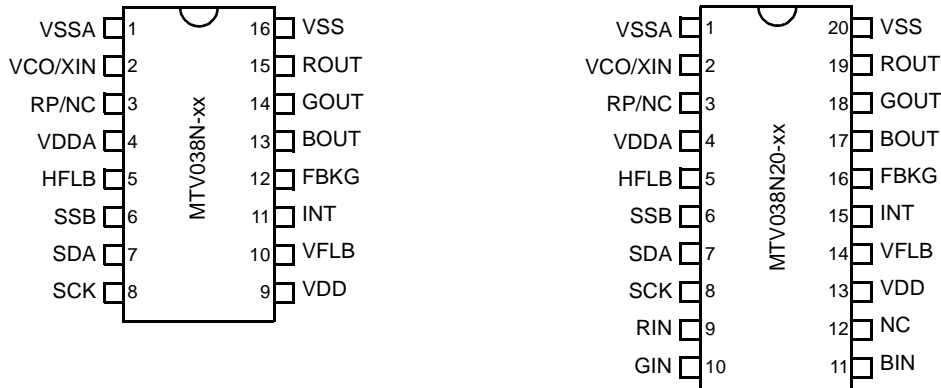 VSSA 1 16 VSS
VCO/XIN 2 15 ROUT
RP/NC 3 14 GOUT
VDDA 4 13 BOUT
HFLB 5 12 FBKG
SSB 6 11 INT
SDA 7 10 VFLB
SCK 8 9 VDD
MTV038N-xx
VSSA 1 20 VSS
VCO/XIN 2 19 ROUT
RP/NC 3 18 GOUT
VDDA 4 17 BOUT
HFLB 5 16 FBKG
SSB 6 15 INT
SDA 7 14 VFLB
SCK 8 13 VDD
RIN 9 12 NC
GIN 10 11 BIN
MTV038N20-xx